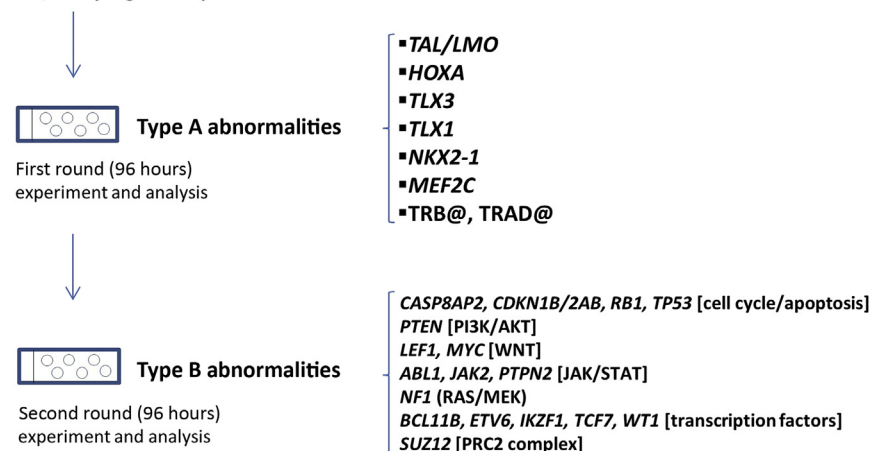 ▪TAL/LMO
▪HOXA
▪TLX3
▪TLX1
▪NKX2-1
▪MEF2C
▪TRB@, TRAD@
Type A abnormalities
First round (96 hours)
experiment and analysis
CASP8AP2, CDKN1B/2AB, RB1, TP53 [cell cycle/apoptosis]
PTEN [PI3K/AKT]
LEF1, MYC [WNT]
ABL1, JAK2, PTPN2 [JAK/STAT]
NF1 (RAS/MEK)
BCL11B, ETV6, IKZF1, TCF7, WT1 [transcription factors]
SUZ12 [PRC2 complex]
Type B abnormalities
Second round (96 hours)
experiment and analysis